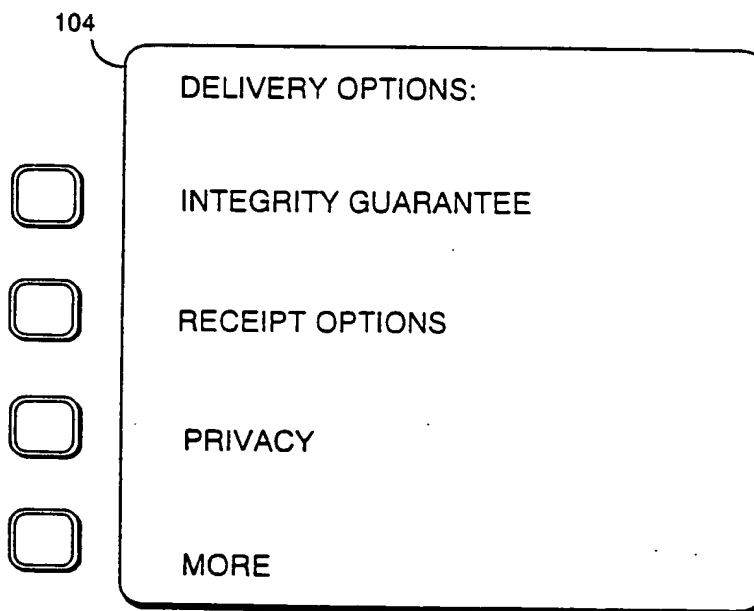 104
DELIVERY OPTIONS:
INTEGRITY GUARANTEE
RECEIPT OPTIONS
PRIVACY
MORE